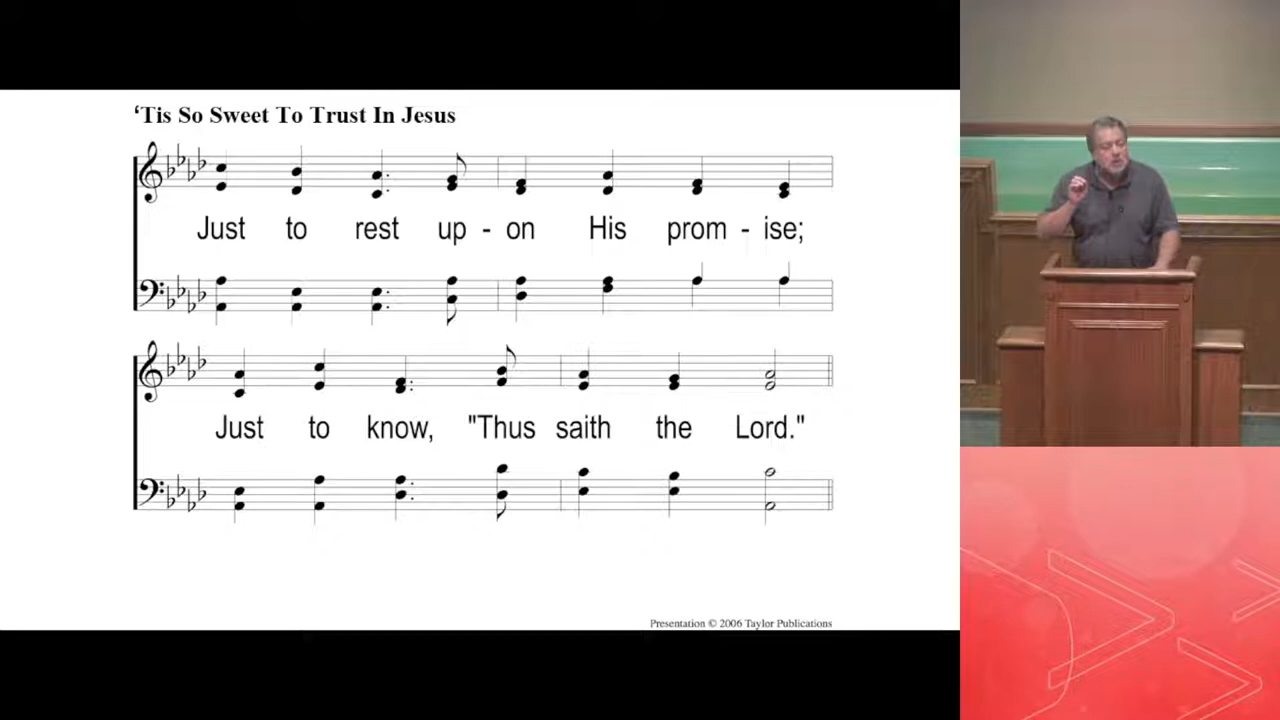 ‘Tis So Sweet To Trust In Jesus
Just to rest up - on His prom - ise;
Just to know, "Thus saith the Lord."
Presentation © 2006 Taylor Publications